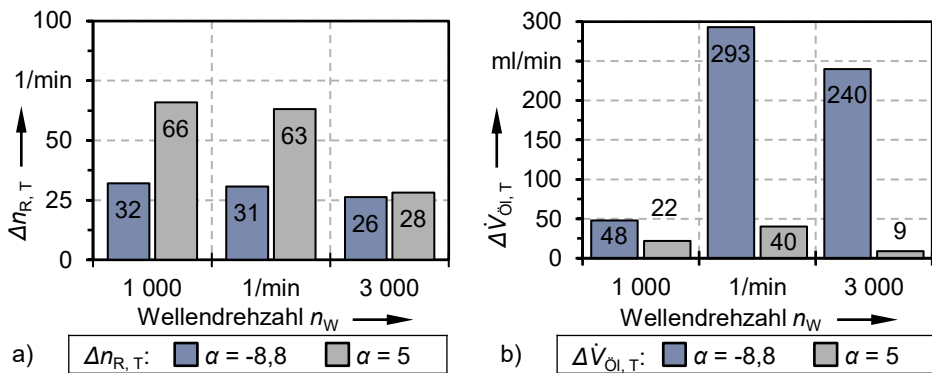 100
1/min
75
50
25
0
Δn_R, T
32
66
31
63
26
28
1 000
1/min
3 000
Wellendrehzahl n_W
a)
Δn_R, T: α = -8,8 α = 5
300
ml/min
200
150
100
50
0
ΔV̇_Öl, T
48
22
293
40
240
9
1 000
1/min
3 000
Wellendrehzahl n_W
b)
ΔV̇_Öl, T: α = -8,8 α = 5